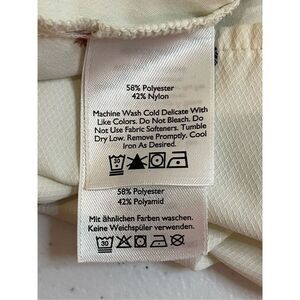 58% Polyester
42% Nylon
Machine Wash Cold Delicate With
Like Colors. Do Not Bleach. Do
Not Use Fabric Softeners. Tumble
Dry Low. Remove Promptly. Cool
Iron As Desired.
30
58% Polyester
42% Polyamid
Mit ähnlichen Farben waschen.
Keine Weichspüler verwenden.
30